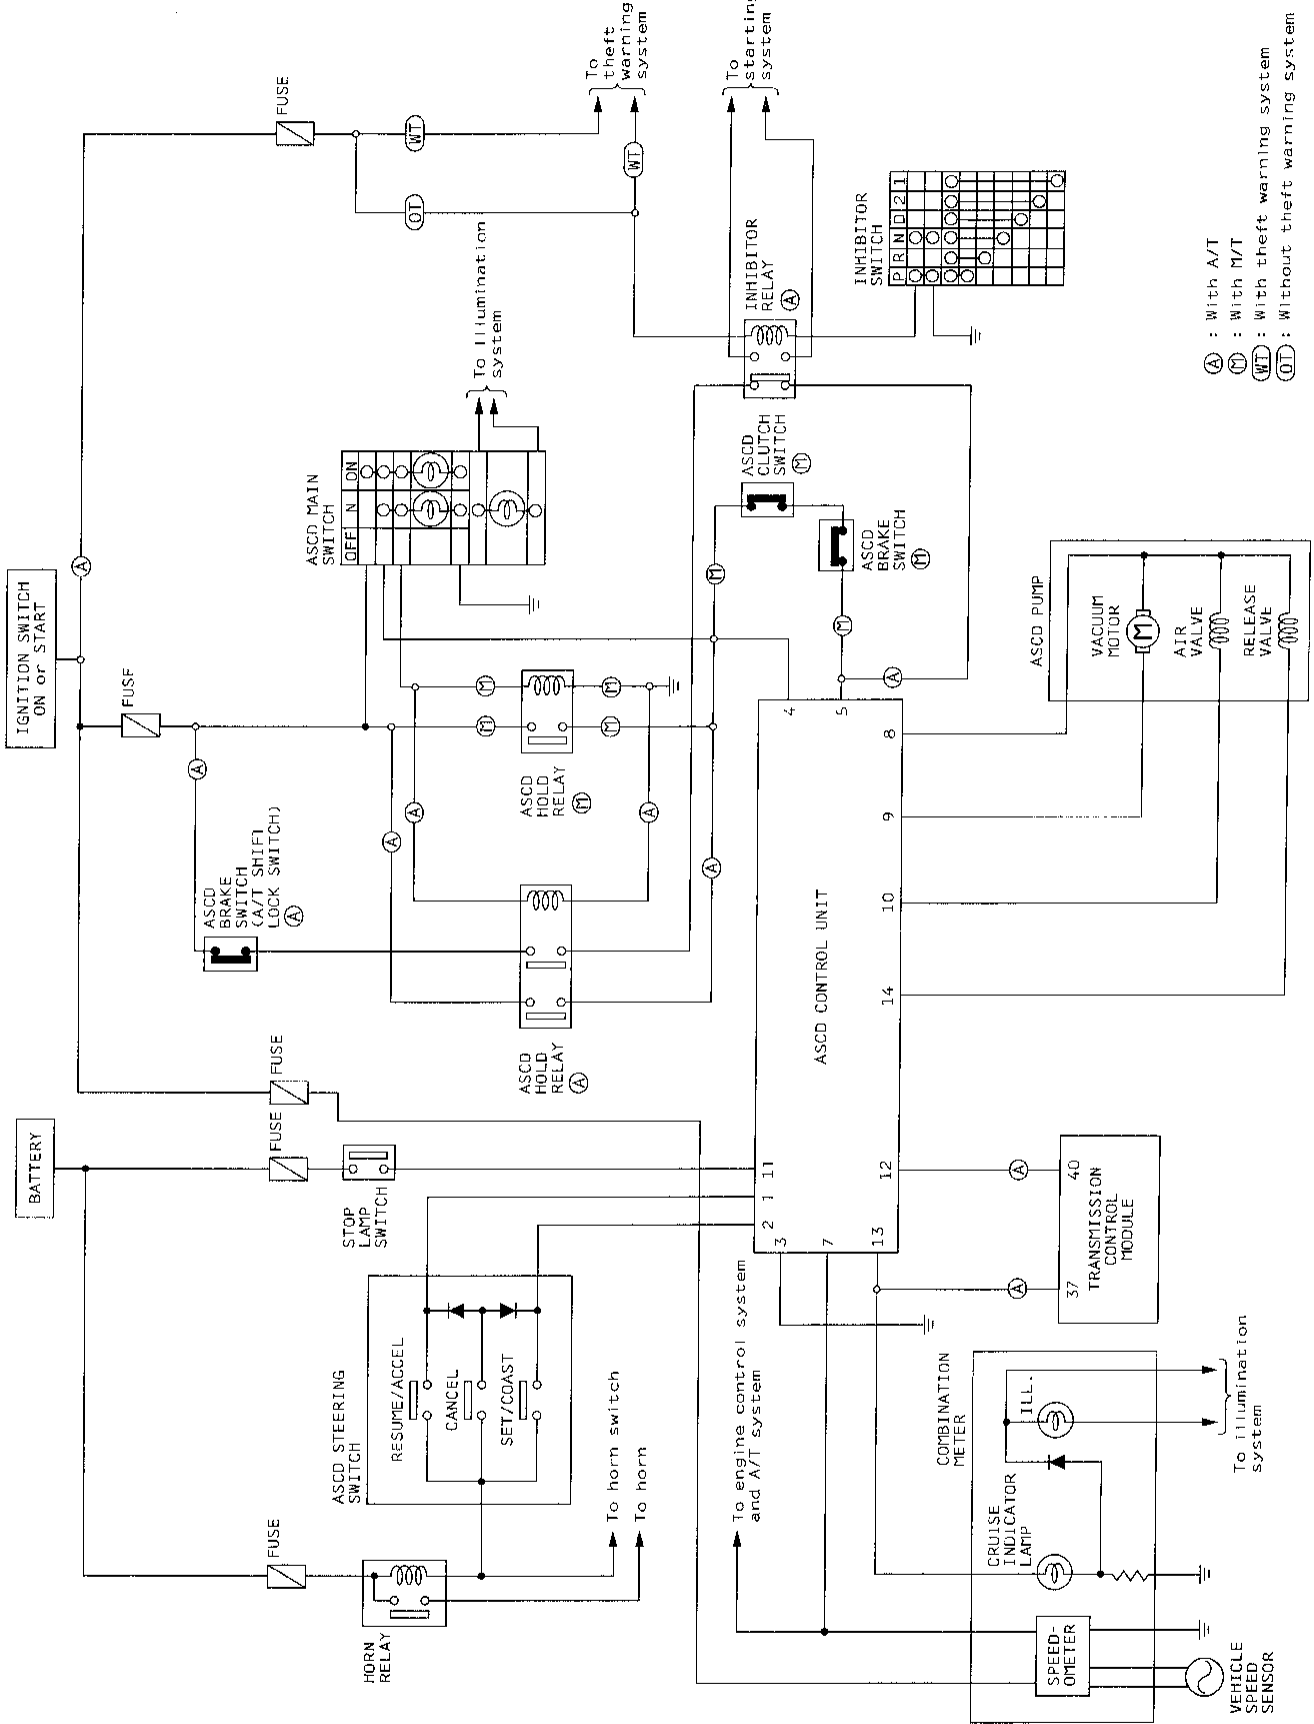 IGNITION SWITCH
ON or START
BATTERY
FUSE
FUSE
FUSE
FUSE
FUSE
A
A
WT
OT
WT
To
theft
warning
system
To
starting
system
To Illumination
system
ASCD MAIN
SWITCH
OFF N ON
INHIBITOR
RELAY
A
INHIBITOR
SWITCH
P R N D 2 1
ASCD
CLUTCH
SWITCH
M
ASCD
BRAKE
SWITCH
M
M
M
A
ASCD
BRAKE
SWITCH
(A/T SHIFT
LOCK SWITCH)
A
ASCD
HOLD
RELAY
M
M
M
M
M
A
A
A
A
ASCD
HOLD
RELAY
A
STOP
LAMP
SWITCH
ASCD STEERING
SWITCH
RESUME/ACCEL
CANCEL
SET/COAST
HORN
RELAY
To horn switch
To horn
To engine control system
and A/T system
ASCD CONTROL UNIT
4
5
8
9
10
14
11
1
2
3
7
13
12
ASCD PUMP
VACUUM
MOTOR
M
AIR
VALVE
RELEASE
VALVE
A
A
40
37
TRANSMISSION
CONTROL
MODULE
COMBINATION
METER
ILL.
CRUISE
INDICATOR
LAMP
To illumination
system
SPEED-
OMETER
VEHICLE
SPEED
SENSOR
A : With A/T
M : With M/T
WT : With theft warning system
OT : Without theft warning system